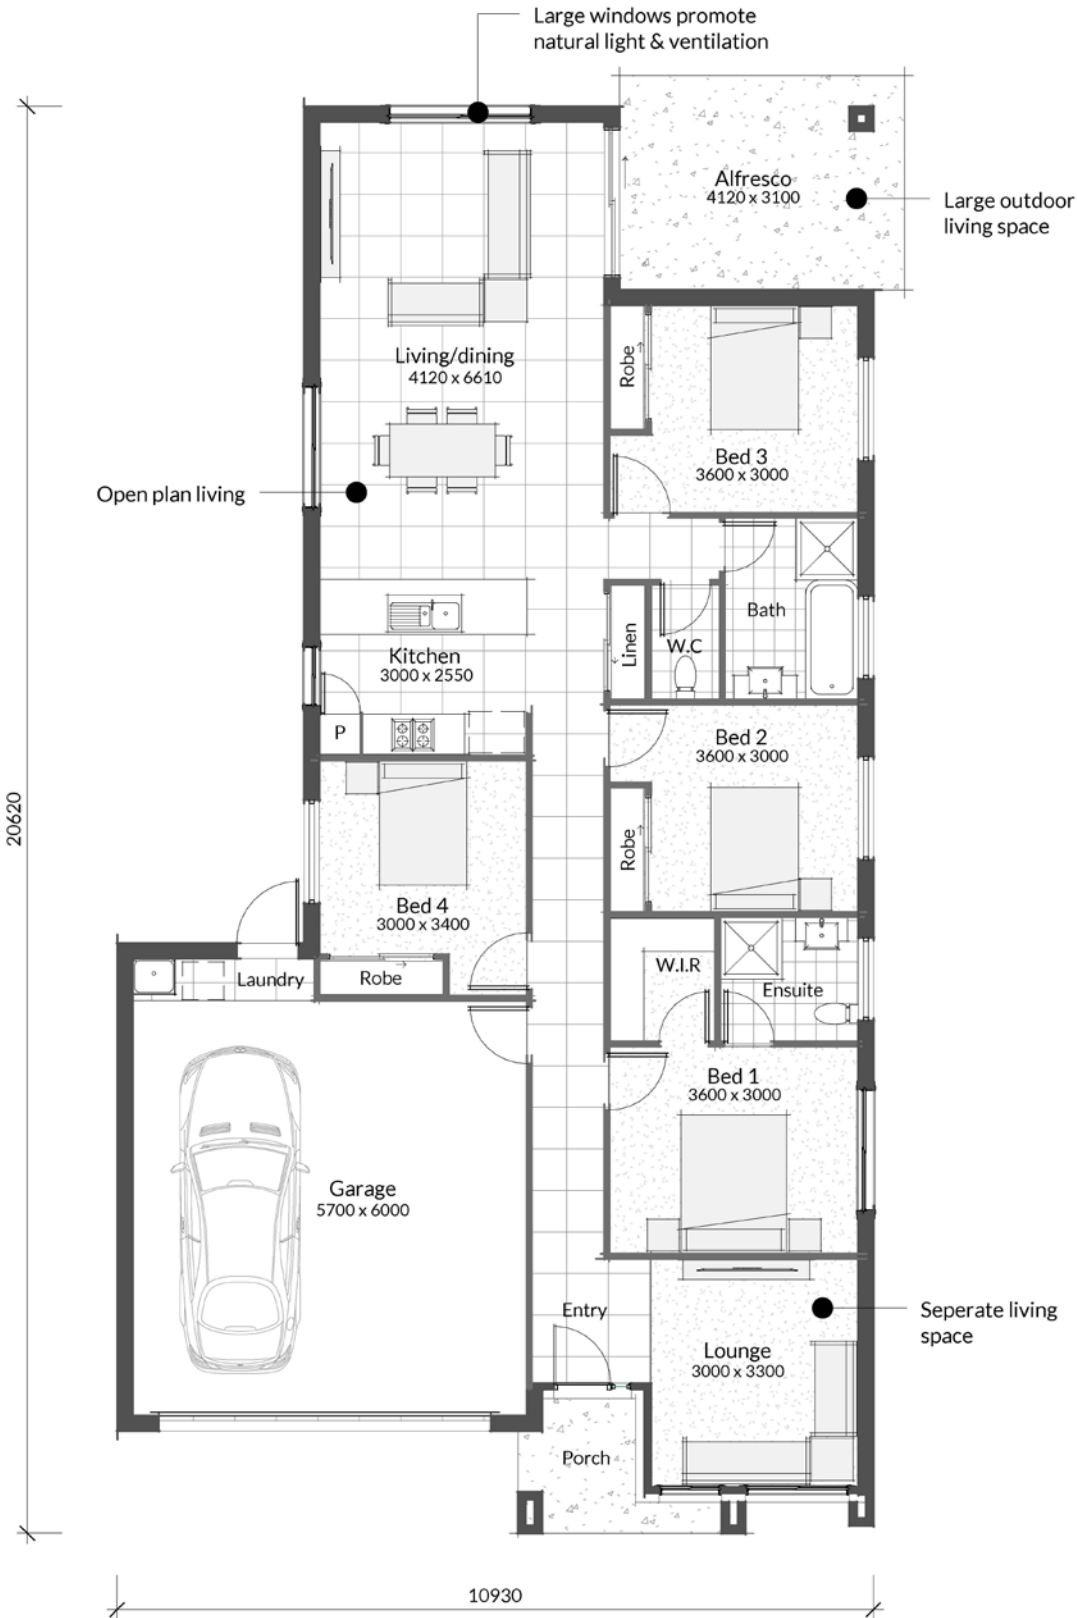 Large windows promote
natural light & ventilation
Alfresco
4120 x 3100
Large outdoor
living space
Living/dining
4120 x 6610
Robe
Bed 3
3600 x 3000
Open plan living
Bath
Linen
W.C
Kitchen
3000 x 2550
P
Bed 2
3600 x 3000
20620
Robe
Bed 4
3000 x 3400
W.I.R
Laundry
Robe
Ensuite
Bed 1
3600 x 3000
Garage
5700 x 6000
Entry
Seperate living
space
Lounge
3000 x 3300
Porch
10930